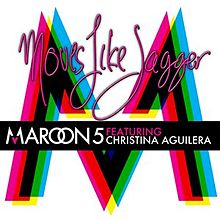 Moves Like Jagger
MAROON 5 FEATURING
CHRISTINA AGUILERA